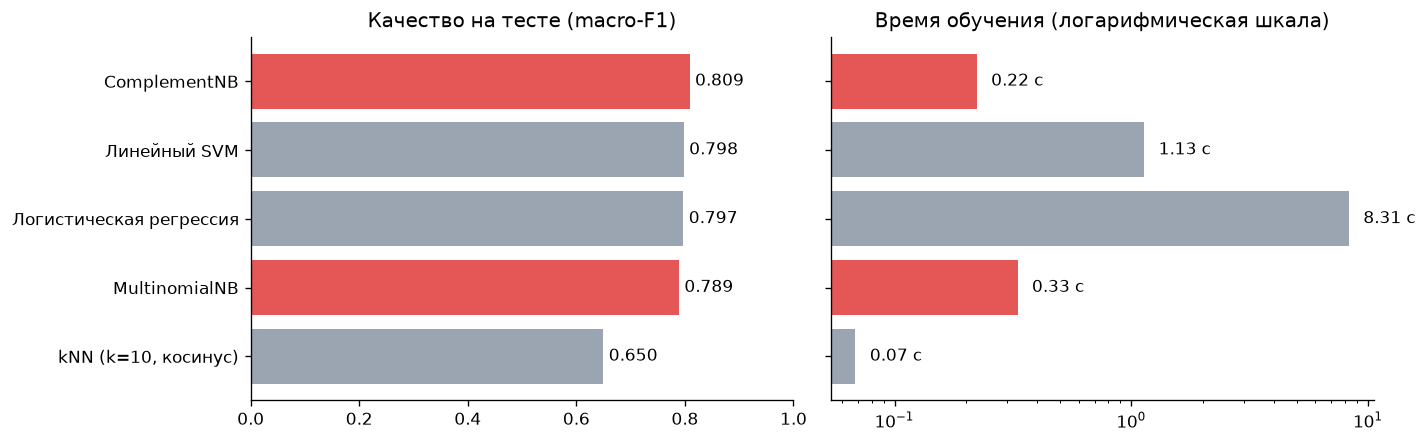 Качество на тесте (macro-F1)
ComplementNB
0.809
Линейный SVM
0.798
Логистическая регрессия
0.797
MultinomialNB
0.789
kNN (k=10, косинус)
0.650
0.0 0.2 0.4 0.6 0.8 1.0
Время обучения (логарифмическая шкала)
0.22 с
1.13 с
8.31 с
0.33 с
0.07 с
10⁻¹ 10⁰ 10¹